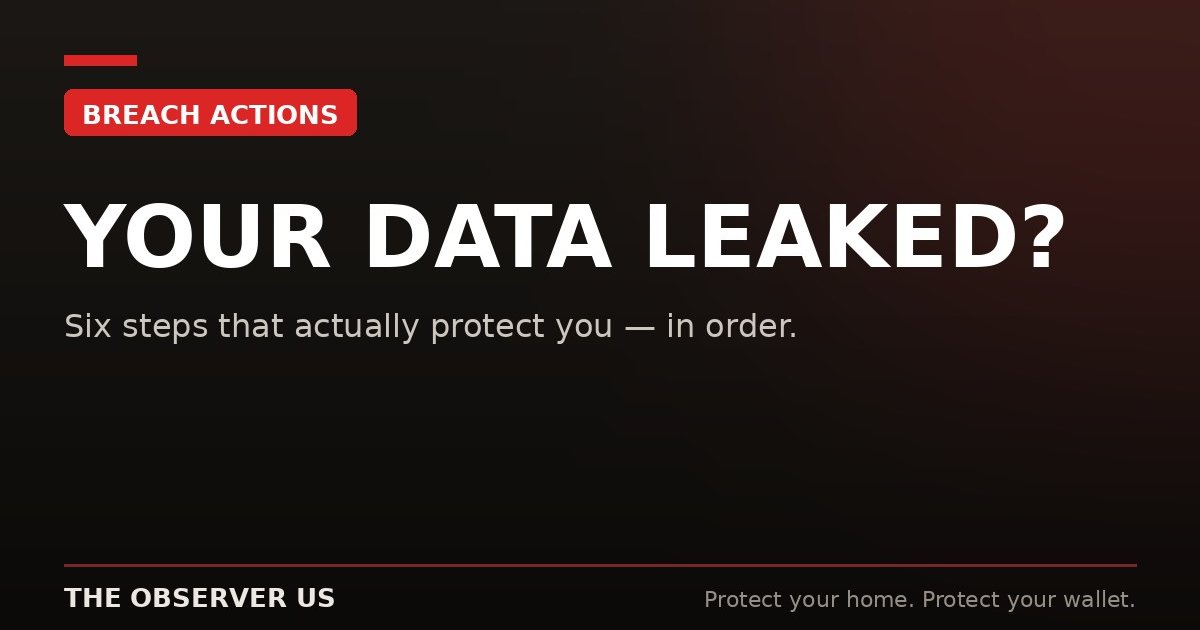 BREACH ACTIONS
YOUR DATA LEAKED?
Six steps that actually protect you — in order.
THE OBSERVER US
Protect your home. Protect your wallet.